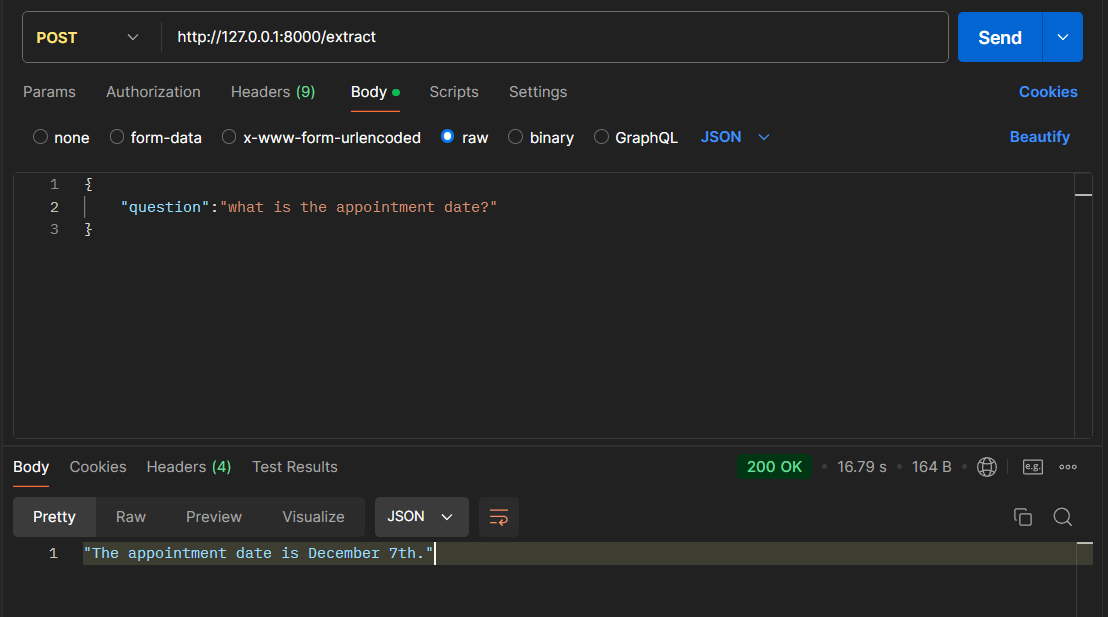 POST http://127.0.0.1:8000/extract Send
Params Authorization Headers (9) Body Scripts Settings Cookies
none form-data x-www-form-urlencoded raw binary GraphQL JSON Beautify
1 {
2 "question":"what is the appointment date?"
3 }
Body Cookies Headers (4) Test Results 200 OK • 16.79 s • 164 B • e.g. ooo
Pretty Raw Preview Visualize JSON
1 "The appointment date is December 7th."